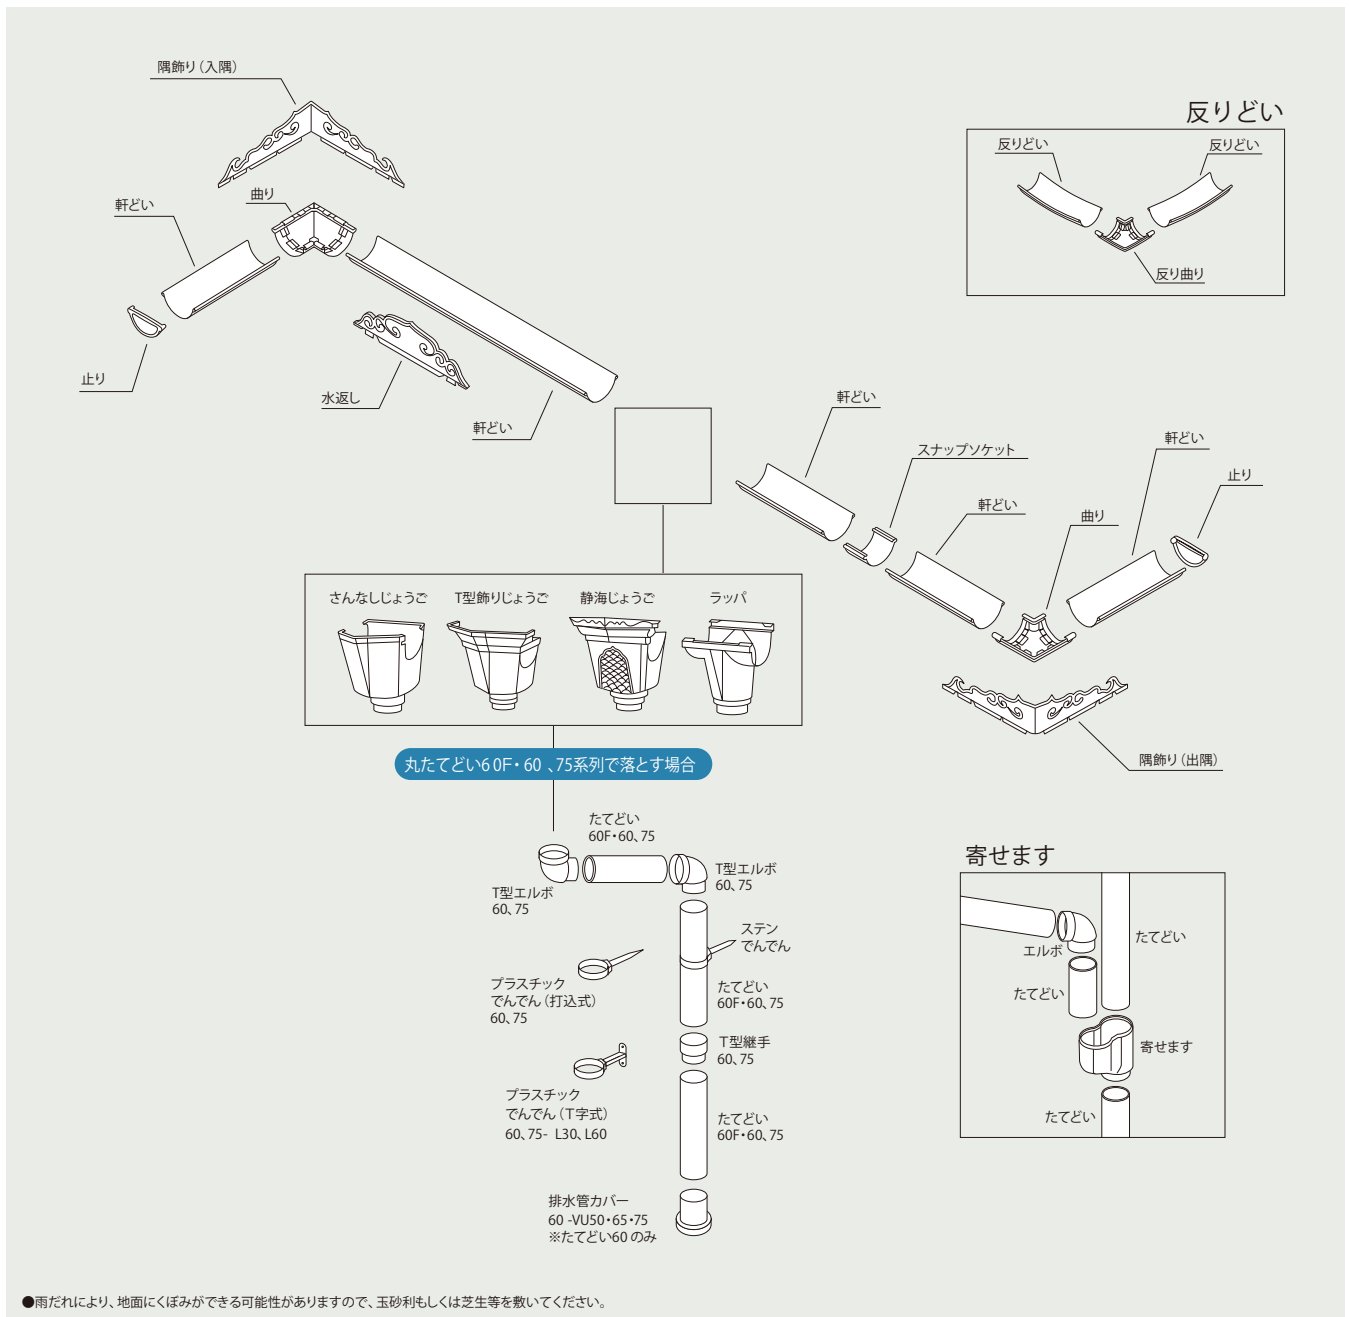 隅飾り（入隅）
曲り
軒どい
止り
水返し
軒どい
反りどい
反りどい
反りどい
反り曲り
軒どい
スナップソケット
軒どい
曲り
軒どい
止り
隅飾り（出隅）
さんなしじょうご
T型飾りじょうご
静海じょうご
ラッパ
丸たてどい60F・60 、75系列で落とす場合
たてどい
60F・60、75
T型エルボ
60、75
T型エルボ
60、75
ステン
でんでん
プラスチック
でんでん（打込式）
60、75
たてどい
60F・60、75
T型継手
60、75
プラスチック
でんでん（T字式）
60、75- L30、L60
たてどい
60F・60、75
排水管カバー
60 -VU50・65・75
※たてどい60 のみ
寄せます
エルボ
たてどい
たてどい
寄せます
たてどい
●雨だれにより、地面にくぼみができる可能性がありますので、玉砂利もしくは芝生等を敷いてください。